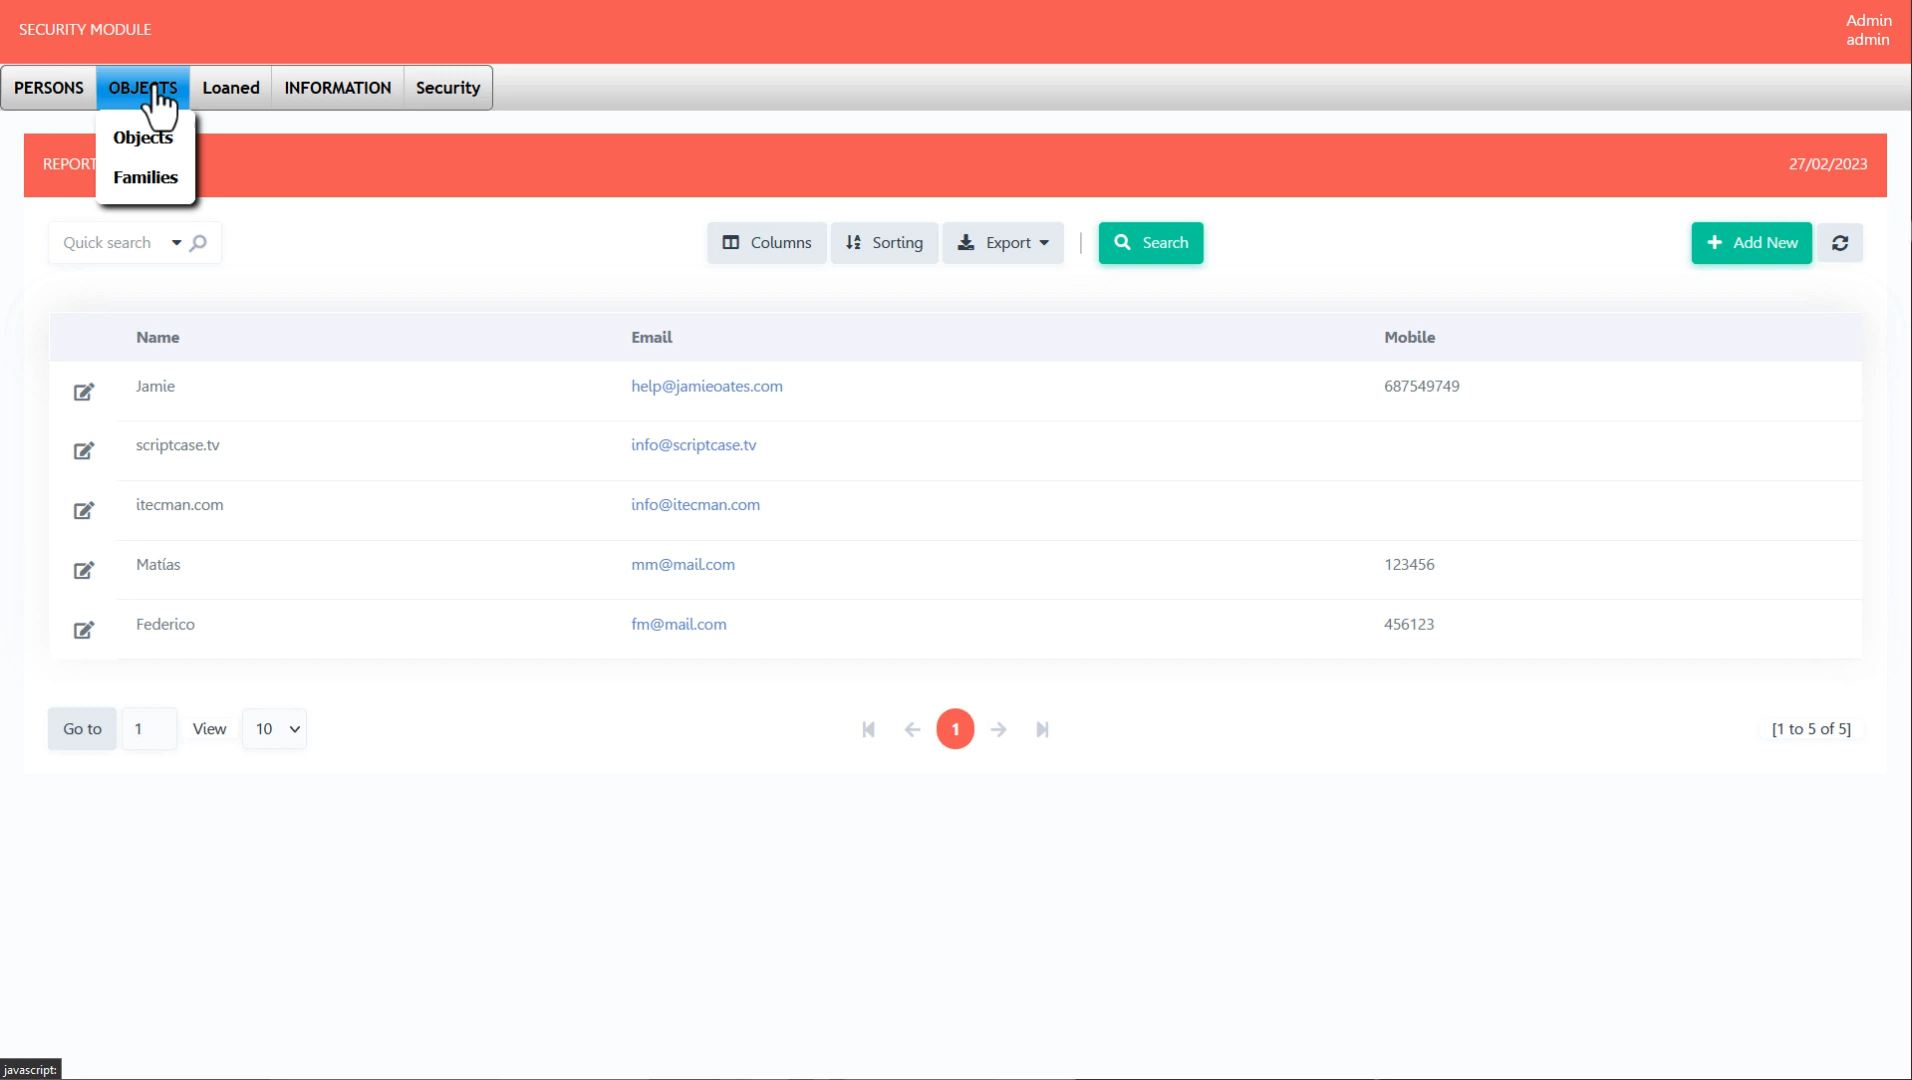 SECURITY MODULE
Admin
admin
PERSONS OBJECTS Loaned INFORMATION Security
Objects
Families
REPORT 27/02/2023
Quick search Columns Sorting Export Search Add New
Name Email Mobile
Jamie help@jamieoates.com 687549749
scriptcase.tv info@scriptcase.tv
itecman.com info@itecman.com
Matías mm@mail.com 123456
Federico fm@mail.com 456123
Go to 1 View 10 1 [1 to 5 of 5]
javascript: